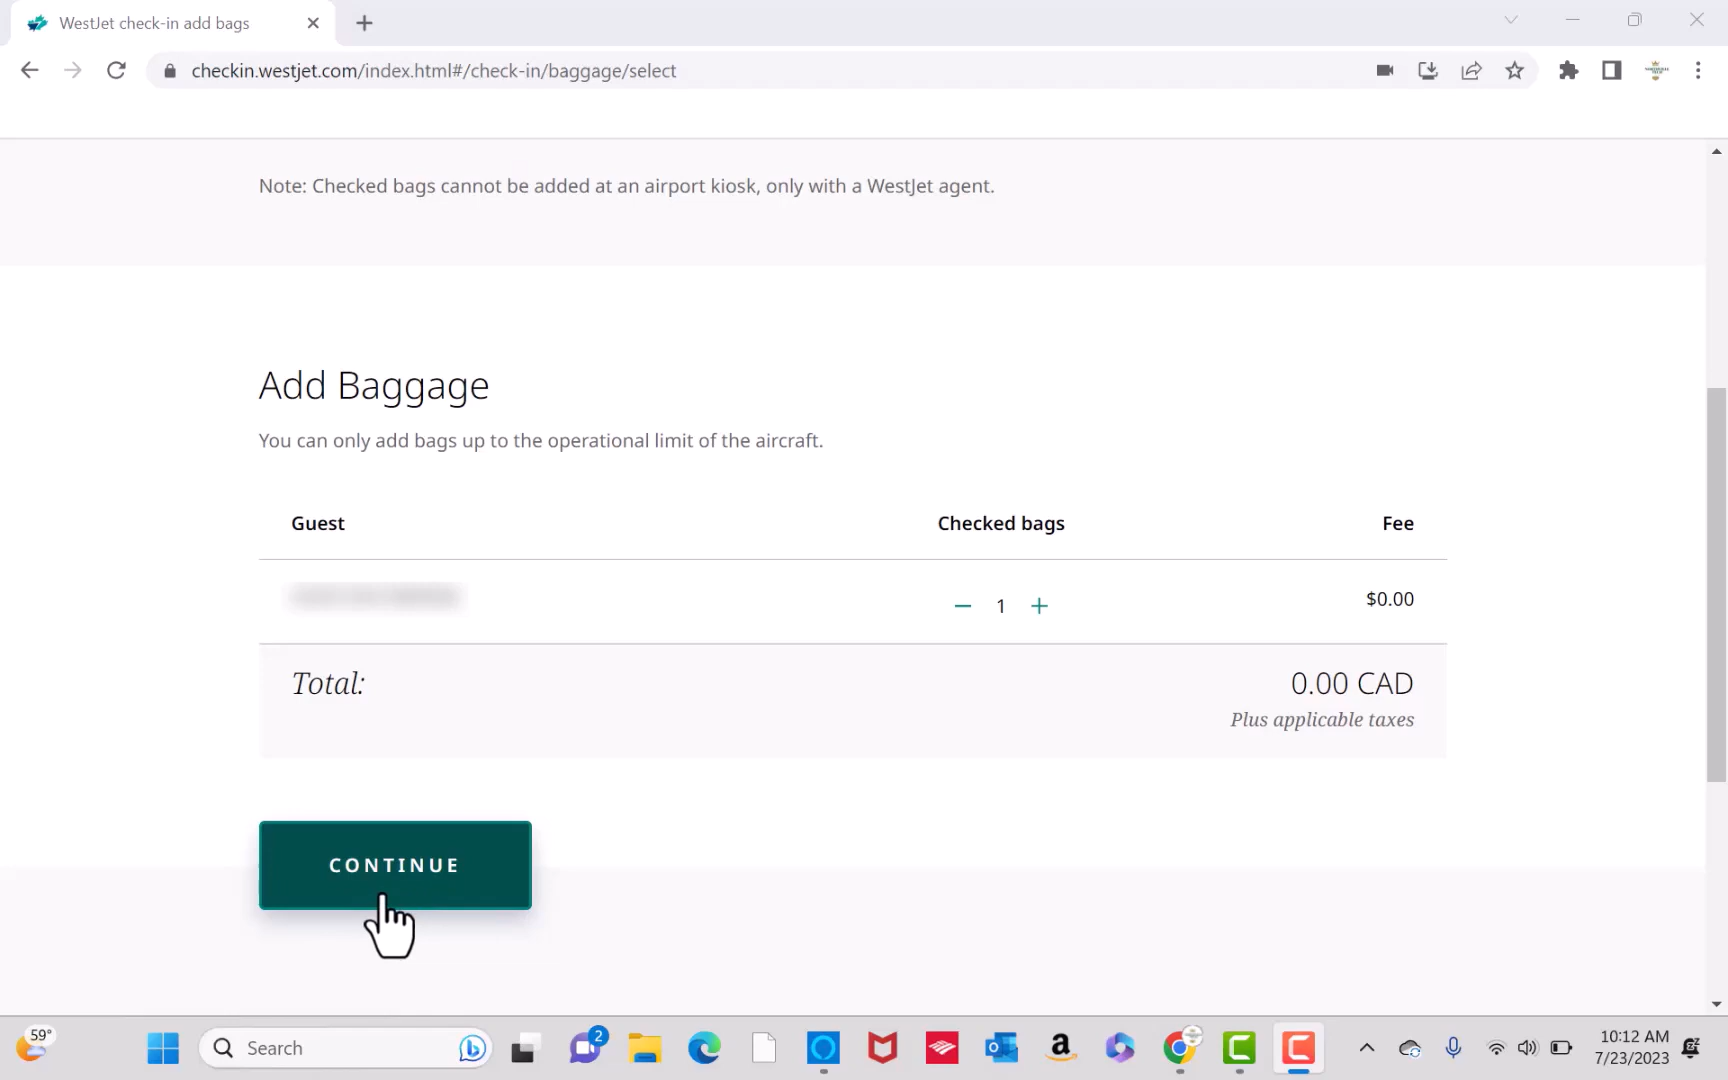 WestJet check-in add bags
checkin.westjet.com/index.html#/check-in/baggage/select
Note: Checked bags cannot be added at an airport kiosk, only with a WestJet agent.
Add Baggage
You can only add bags up to the operational limit of the aircraft.
Guest Checked bags Fee
1 $0.00
Total: 0.00 CAD
Plus applicable taxes
CONTINUE
59°
Search
2
10:12 AM
7/23/2023